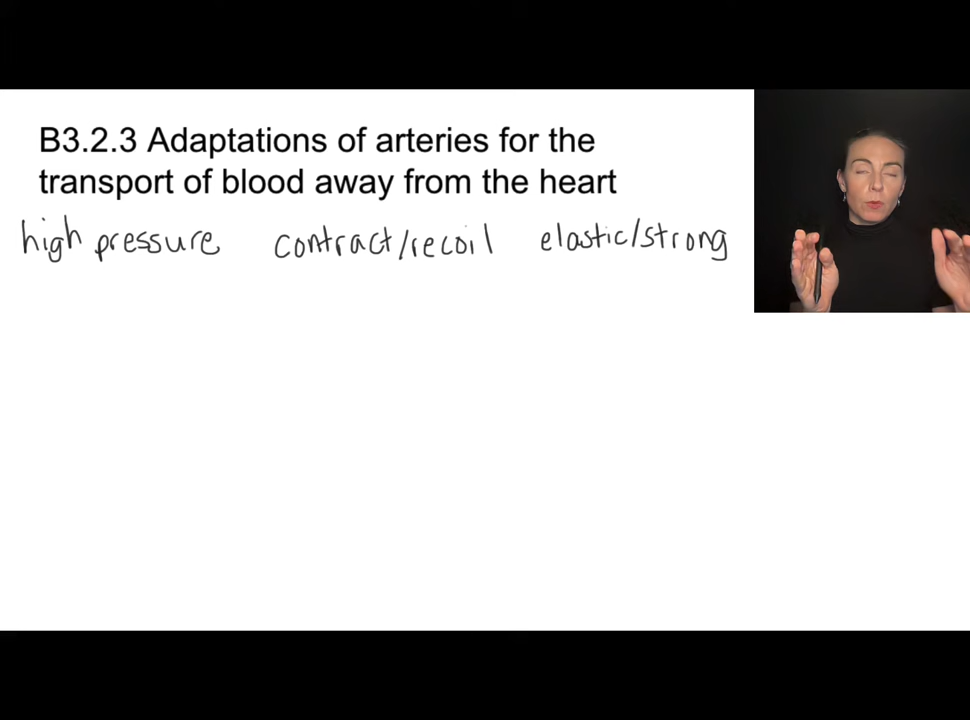 B3.2.3 Adaptations of arteries for the
transport of blood away from the heart
high pressure contract/recoil elastic/strong